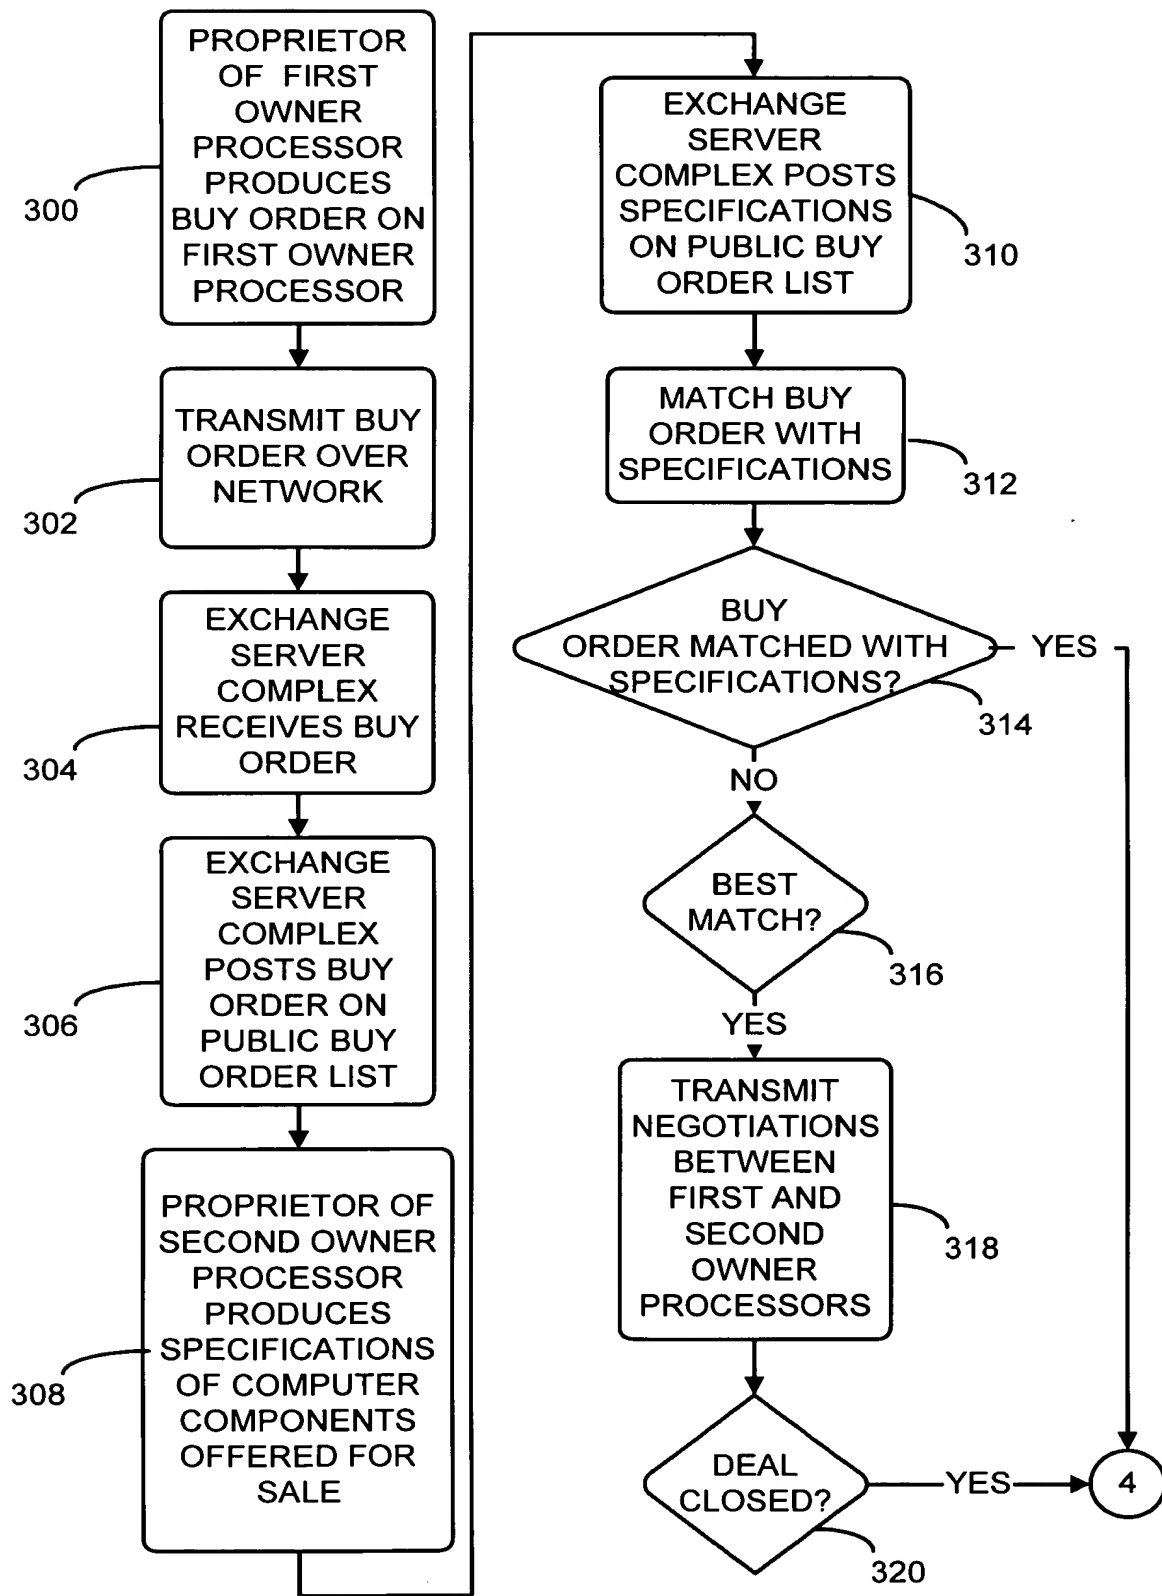 PROPRIETOR
OF FIRST
OWNER
PROCESSOR
PRODUCES
BUY ORDER ON
FIRST OWNER
PROCESSOR
300
TRANSMIT BUY
ORDER OVER
NETWORK
302
EXCHANGE
SERVER
COMPLEX
RECEIVES BUY
ORDER
304
EXCHANGE
SERVER
COMPLEX
POSTS BUY
ORDER ON
PUBLIC BUY
ORDER LIST
306
PROPRIETOR OF
SECOND OWNER
PROCESSOR
PRODUCES
SPECIFICATIONS
OF COMPUTER
COMPONENTS
OFFERED FOR
SALE
308
EXCHANGE
SERVER
COMPLEX POSTS
SPECIFICATIONS
ON PUBLIC BUY
ORDER LIST
310
MATCH BUY
ORDER WITH
SPECIFICATIONS
312
BUY
ORDER MATCHED WITH
SPECIFICATIONS?
YES
314
NO
BEST
MATCH?
316
YES
TRANSMIT
NEGOTIATIONS
BETWEEN
FIRST AND
SECOND
OWNER
PROCESSORS
318
DEAL
CLOSED?
YES
4
320